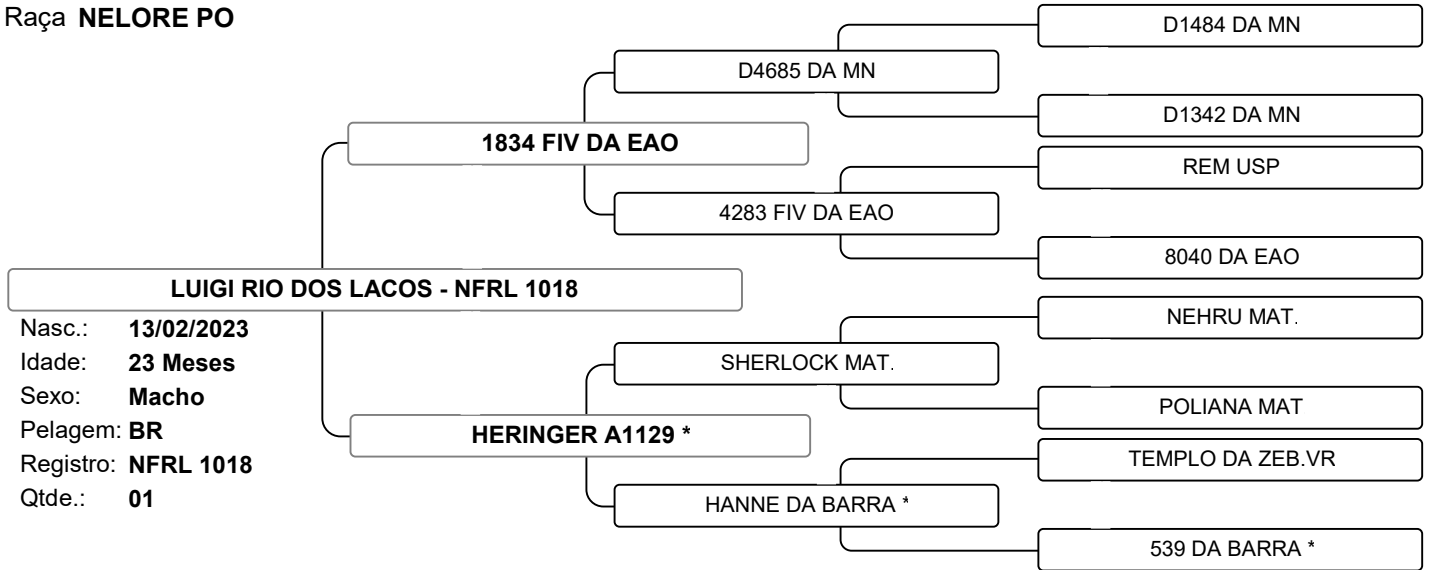 Raça NELORE PO
D1484 DA MN
D4685 DA MN
D1342 DA MN
1834 FIV DA EAO
REM USP
4283 FIV DA EAO
8040 DA EAO
LUIGI RIO DOS LACOS - NFRL 1018
NEHRU MAT.
Nasc.: 13/02/2023
Idade: 23 Meses
SHERLOCK MAT.
Sexo: Macho
POLIANA MAT
Pelagem: BR
HERINGER A1129 *
TEMPLO DA ZEB.VR
Registro: NFRL 1018
HANNE DA BARRA *
Qtde.: 01
539 DA BARRA *